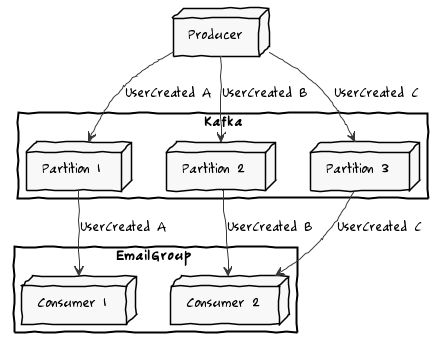 Producer
UserCreated A
UserCreated B
UserCreated C
Kafka
Partition 1
Partition 2
Partition 3
UserCreated A
UserCreated B
UserCreated C
EmailGroup
Consumer 1
Consumer 2